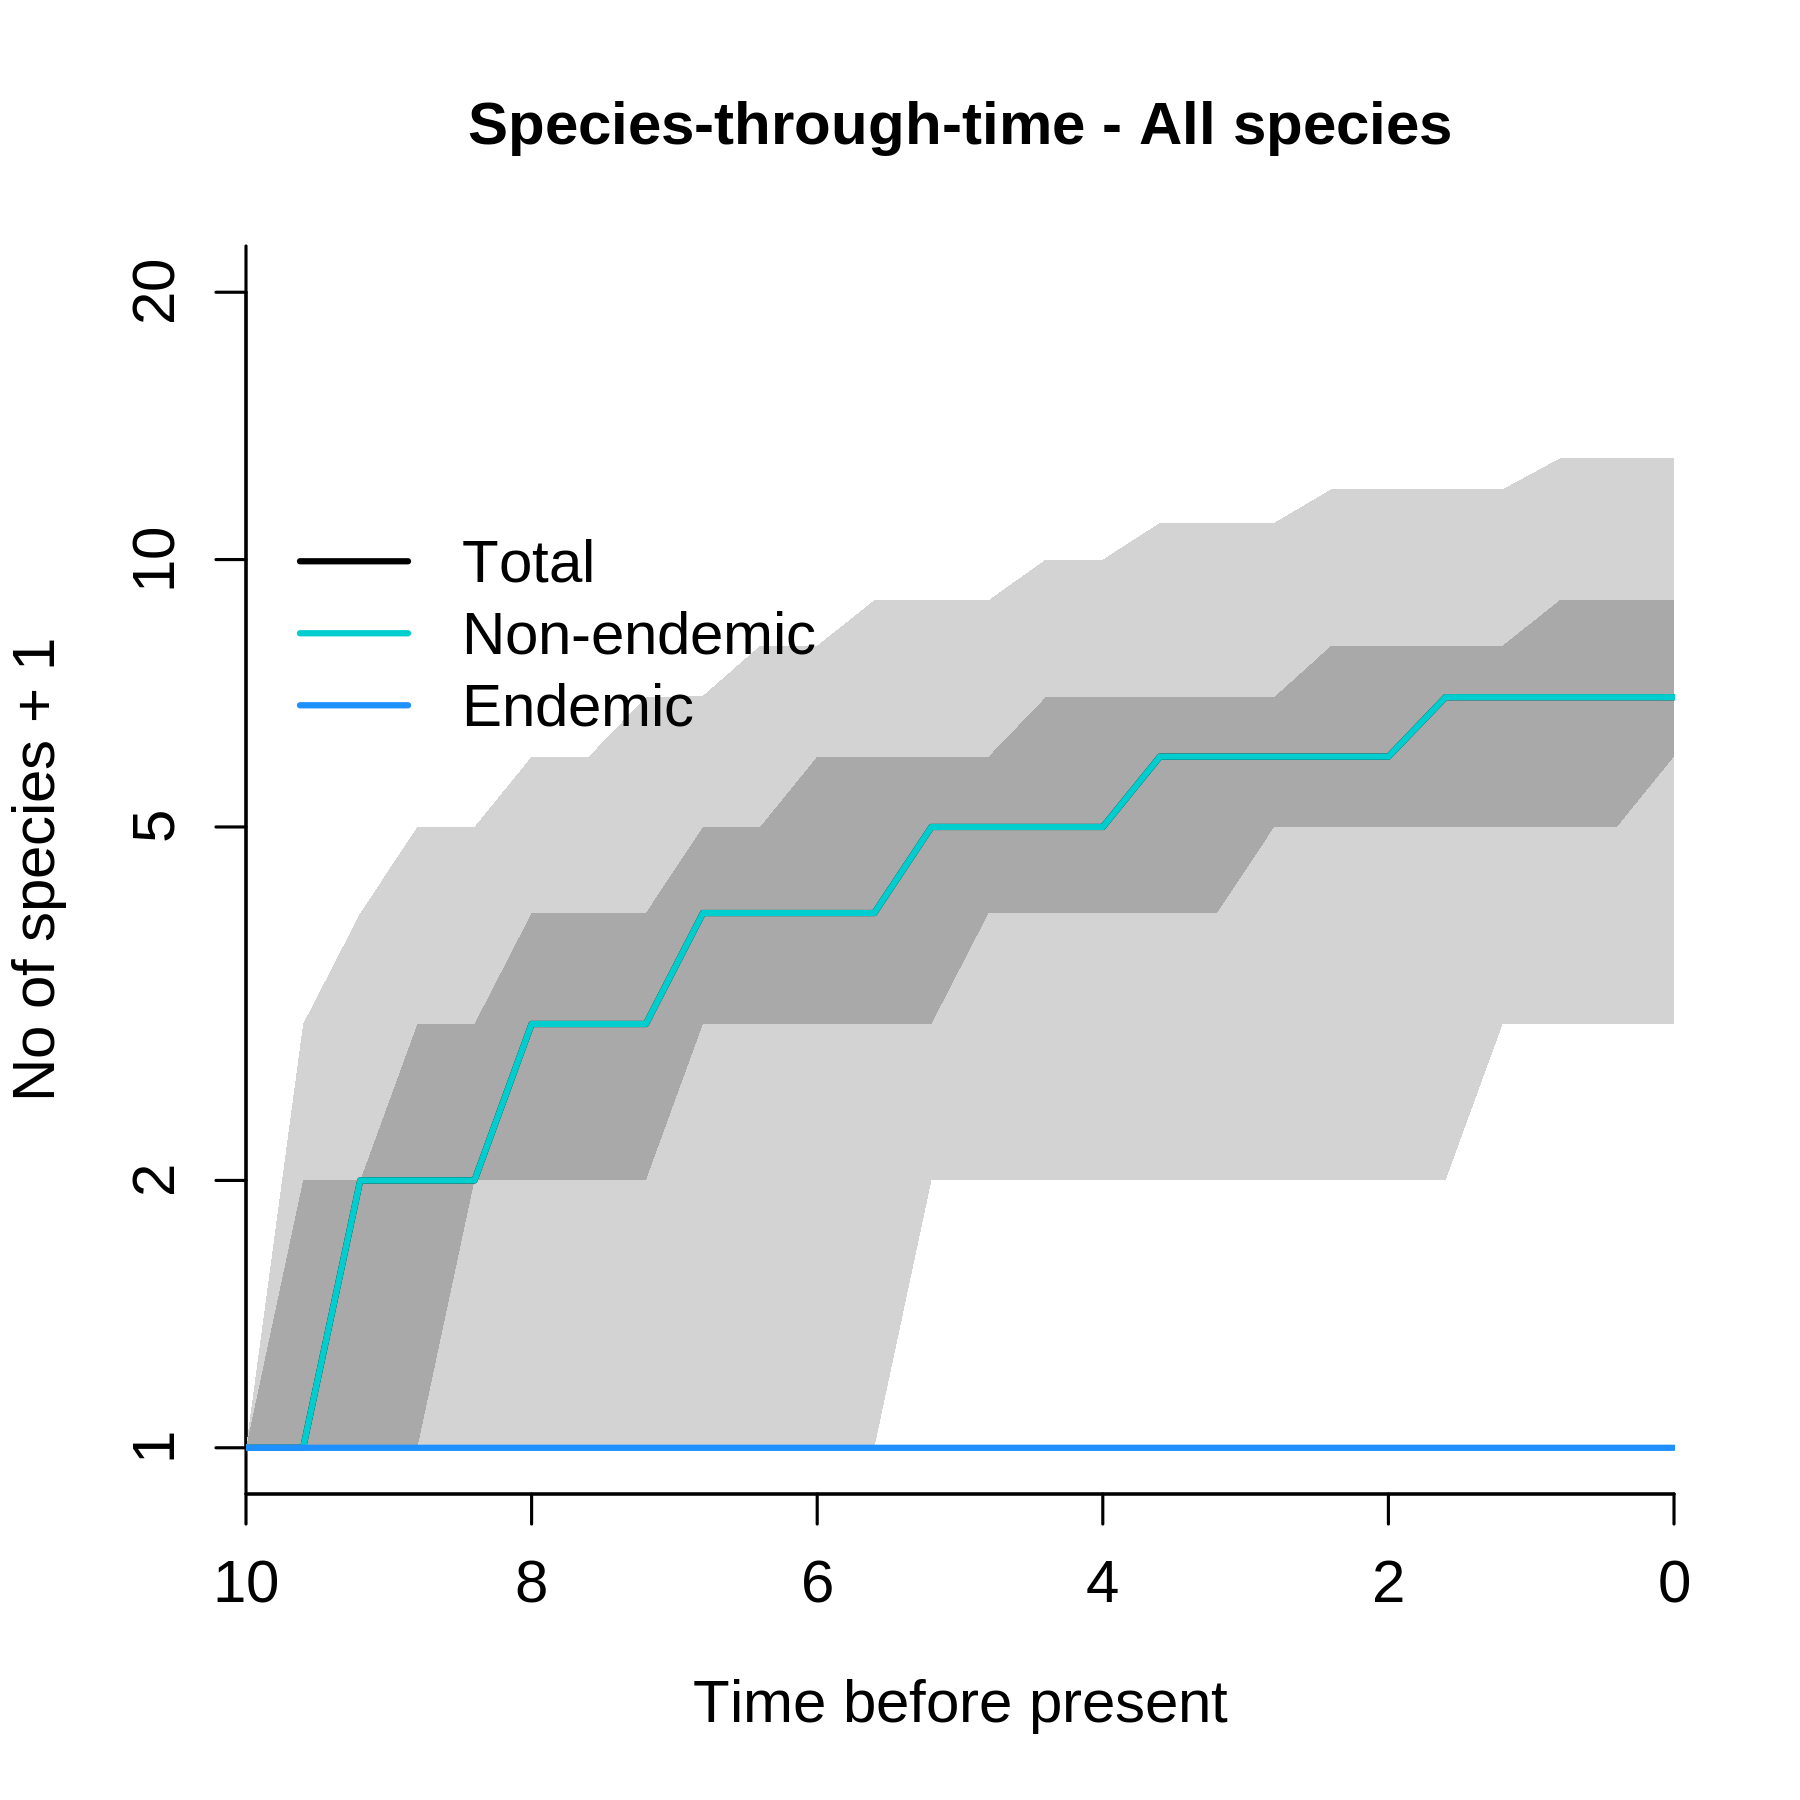 Species-through-time - All species
20
10
5
2
1
No of species + 1
Total
Non-endemic
Endemic
10 8 6 4 2 0
Time before present